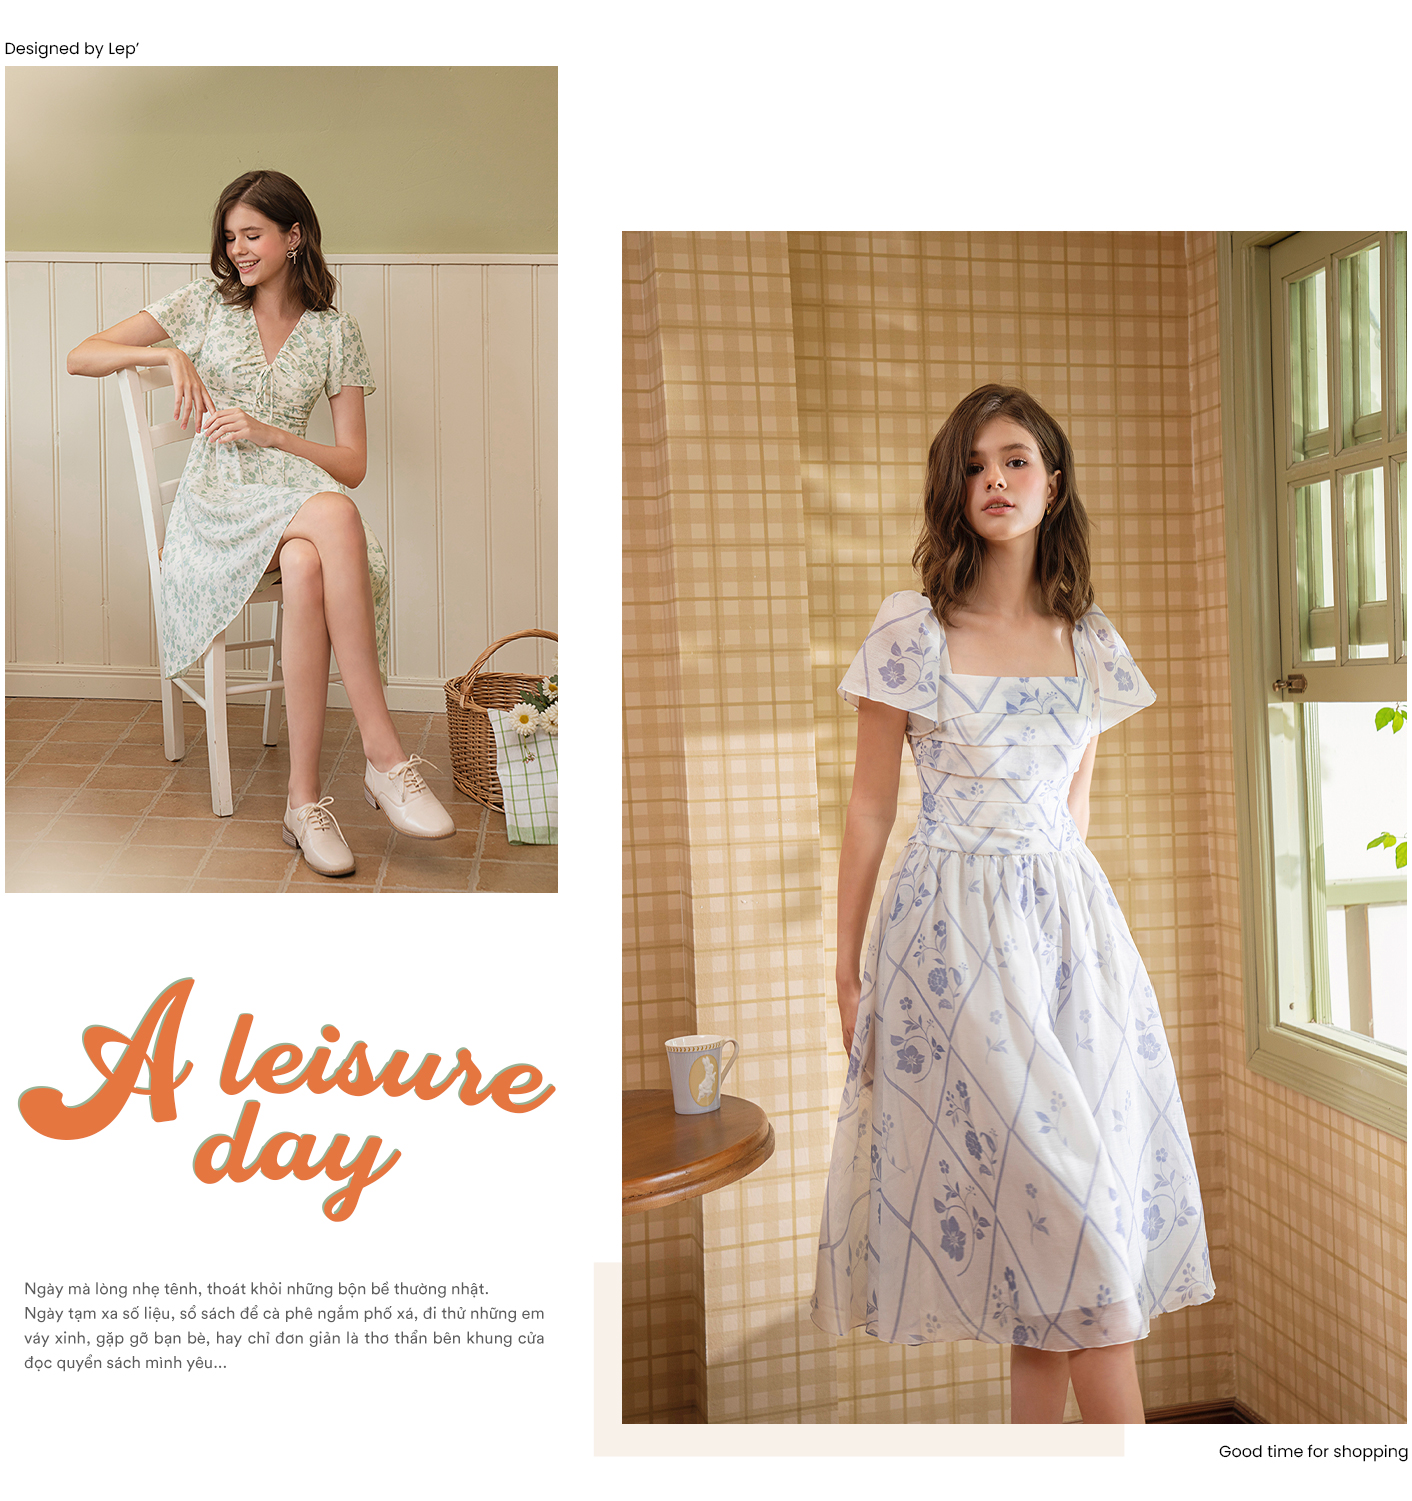 Designed by Lep’
A leisure
day
Ngày mà lòng nhẹ tênh, thoát khỏi những bộn bề thường nhật.
Ngày tạm xa số liệu, sổ sách để cà phê ngắm phố xá, đi thử những em
váy xinh, gặp gỡ bạn bè, hay chỉ đơn giản là thơ thẩn bên khung cửa
đọc quyển sách mình yêu...
Good time for shopping